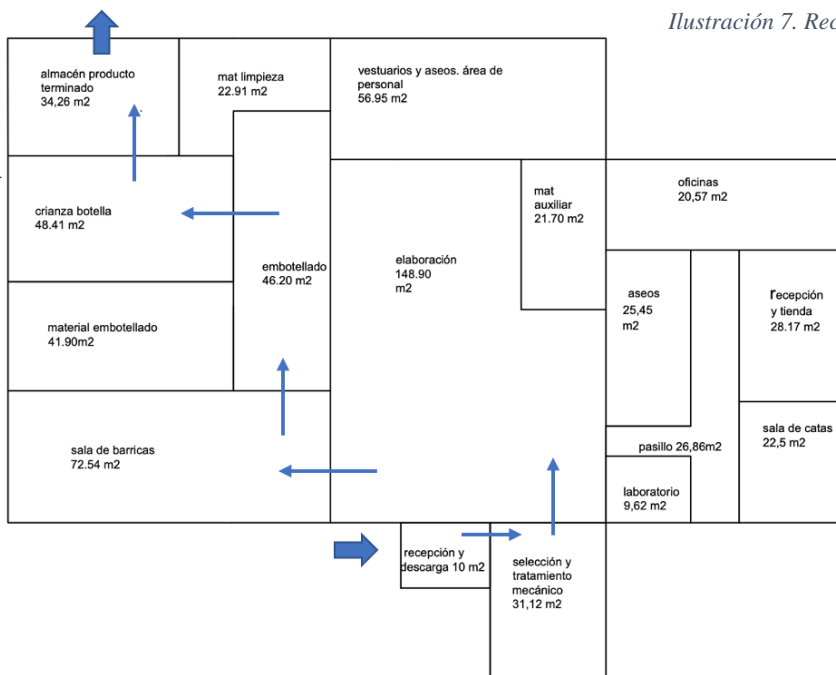 Ilustración 7. Rec
almacén producto
terminado
34,26 m2
mat limpieza
22.91 m2
vestuarios y aseos. área de
personal
56.95 m2
crianza botella
48.41 m2
mat
auxiliar
21.70 m2
oficinas
20,57 m2
embotellado
46.20 m2
elaboración
148.90
m2
aseos
25,45
m2
recepción
y tienda
28.17 m2
material embotellado
41.90m2
sala de barricas
72.54 m2
pasillo 26,86m2
sala de catas
22,5 m2
laboratorio
9,62 m2
recepción y
descarga 10 m2
selección y
tratamiento
mecánico
31,12 m2